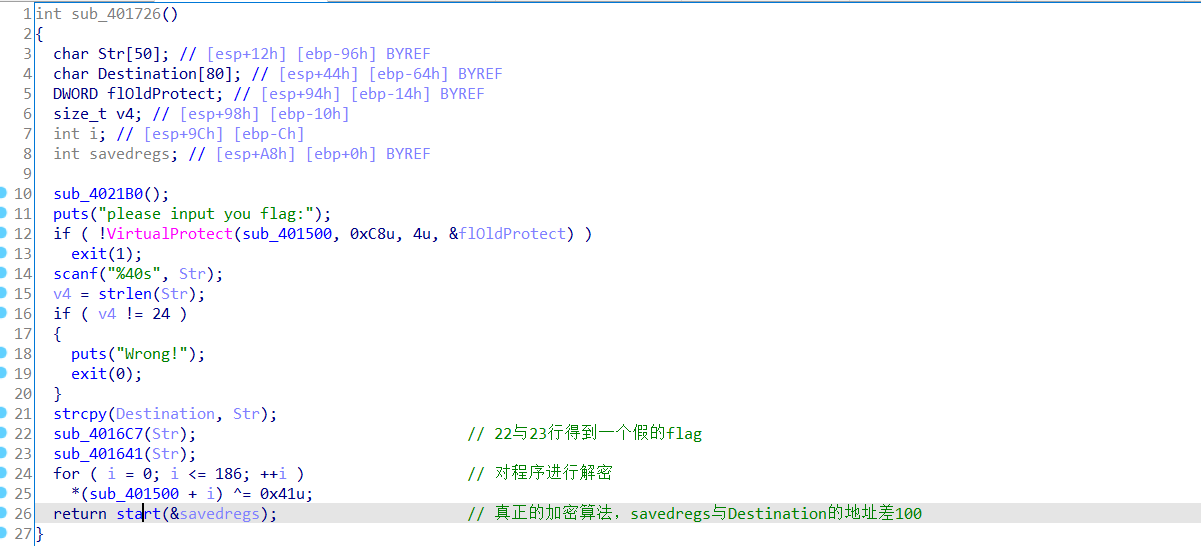 1 int sub_401726()
2 {
3 char Str[50]; // [esp+12h] [ebp-96h] BYREF
4 char Destination[80]; // [esp+44h] [ebp-64h] BYREF
5 DWORD flOldProtect; // [esp+94h] [ebp-14h] BYREF
6 size_t v4; // [esp+98h] [ebp-10h]
7 int i; // [esp+9Ch] [ebp-Ch]
8 int savedregs; // [esp+A8h] [ebp+0h] BYREF
9
10 sub_4021B0();
11 puts("please input you flag:");
12 if ( !VirtualProtect(sub_401500, 0xC8u, 4u, &flOldProtect) )
13 exit(1);
14 scanf("%40s", Str);
15 v4 = strlen(Str);
16 if ( v4 != 24 )
17 {
18 puts("Wrong!");
19 exit(0);
20 }
21 strcpy(Destination, Str);
22 sub_4016C7(Str); // 22与23行得到一个假的flag
23 sub_401641(Str);
24 for ( i = 0; i <= 186; ++i ) // 对程序进行解密
25 *(sub_401500 + i) ^= 0x41u;
26 return start(&savedregs); // 真正的加密算法，savedregs与Destination的地址差100
27 }